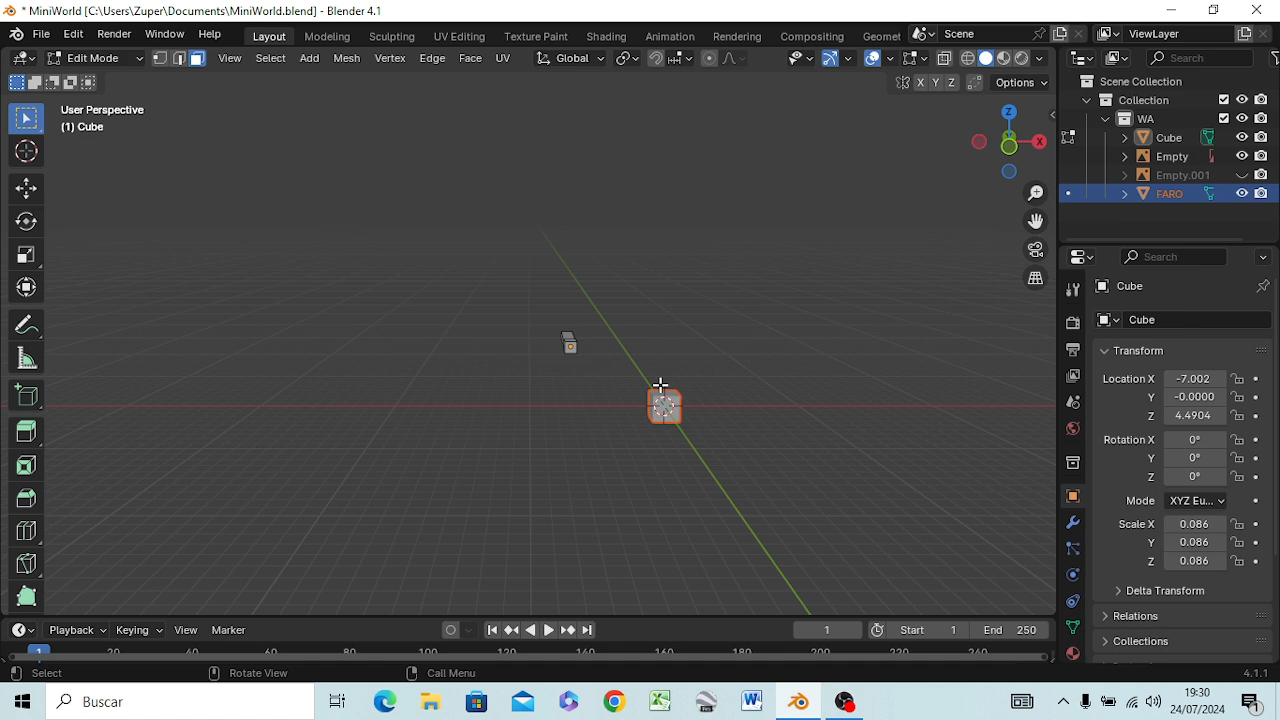 * MiniWorld [C:\Users\Zuper\Documents\MiniWorld.blend] - Blender 4.1
File Edit Render Window Help Layout Modeling Sculpting UV Editing Texture Paint Shading Animation Rendering Compositing Geomet Scene ViewLayer
Edit Mode View Select Add Mesh Vertex Edge Face UV Global Search
X Y Z Options Scene Collection
User Perspective
(1) Cube
Z
X
Collection
WA
Cube
Empty
Empty.001
FARO
Search
Cube
Cube
Transform
Location X -7.002
Y -0.0000
Z 4.4904
Rotation X 0°
Y 0°
Z 0°
Mode XYZ Eu...
Scale X 0.086
Y 0.086
Z 0.086
Delta Transform
Relations
Collections
Playback Keying View Marker 1 Start 1 End 250
1 20 40 60 80 100 120 140 160 180 200 220 240
Select Rotate View Call Menu 4.1.1
Buscar
19:30
24/07/2024
1